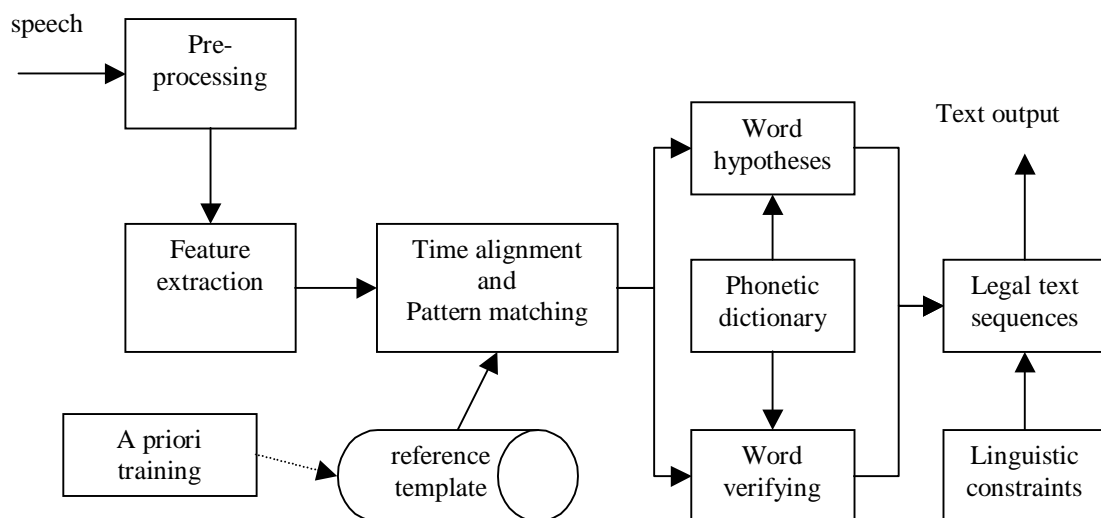 speech
Pre-
processing
Feature
extraction
Time alignment
and
Pattern matching
A priori
training
reference
template
Word
hypotheses
Phonetic
dictionary
Word
verifying
Text output
Legal text
sequences
Linguistic
constraints